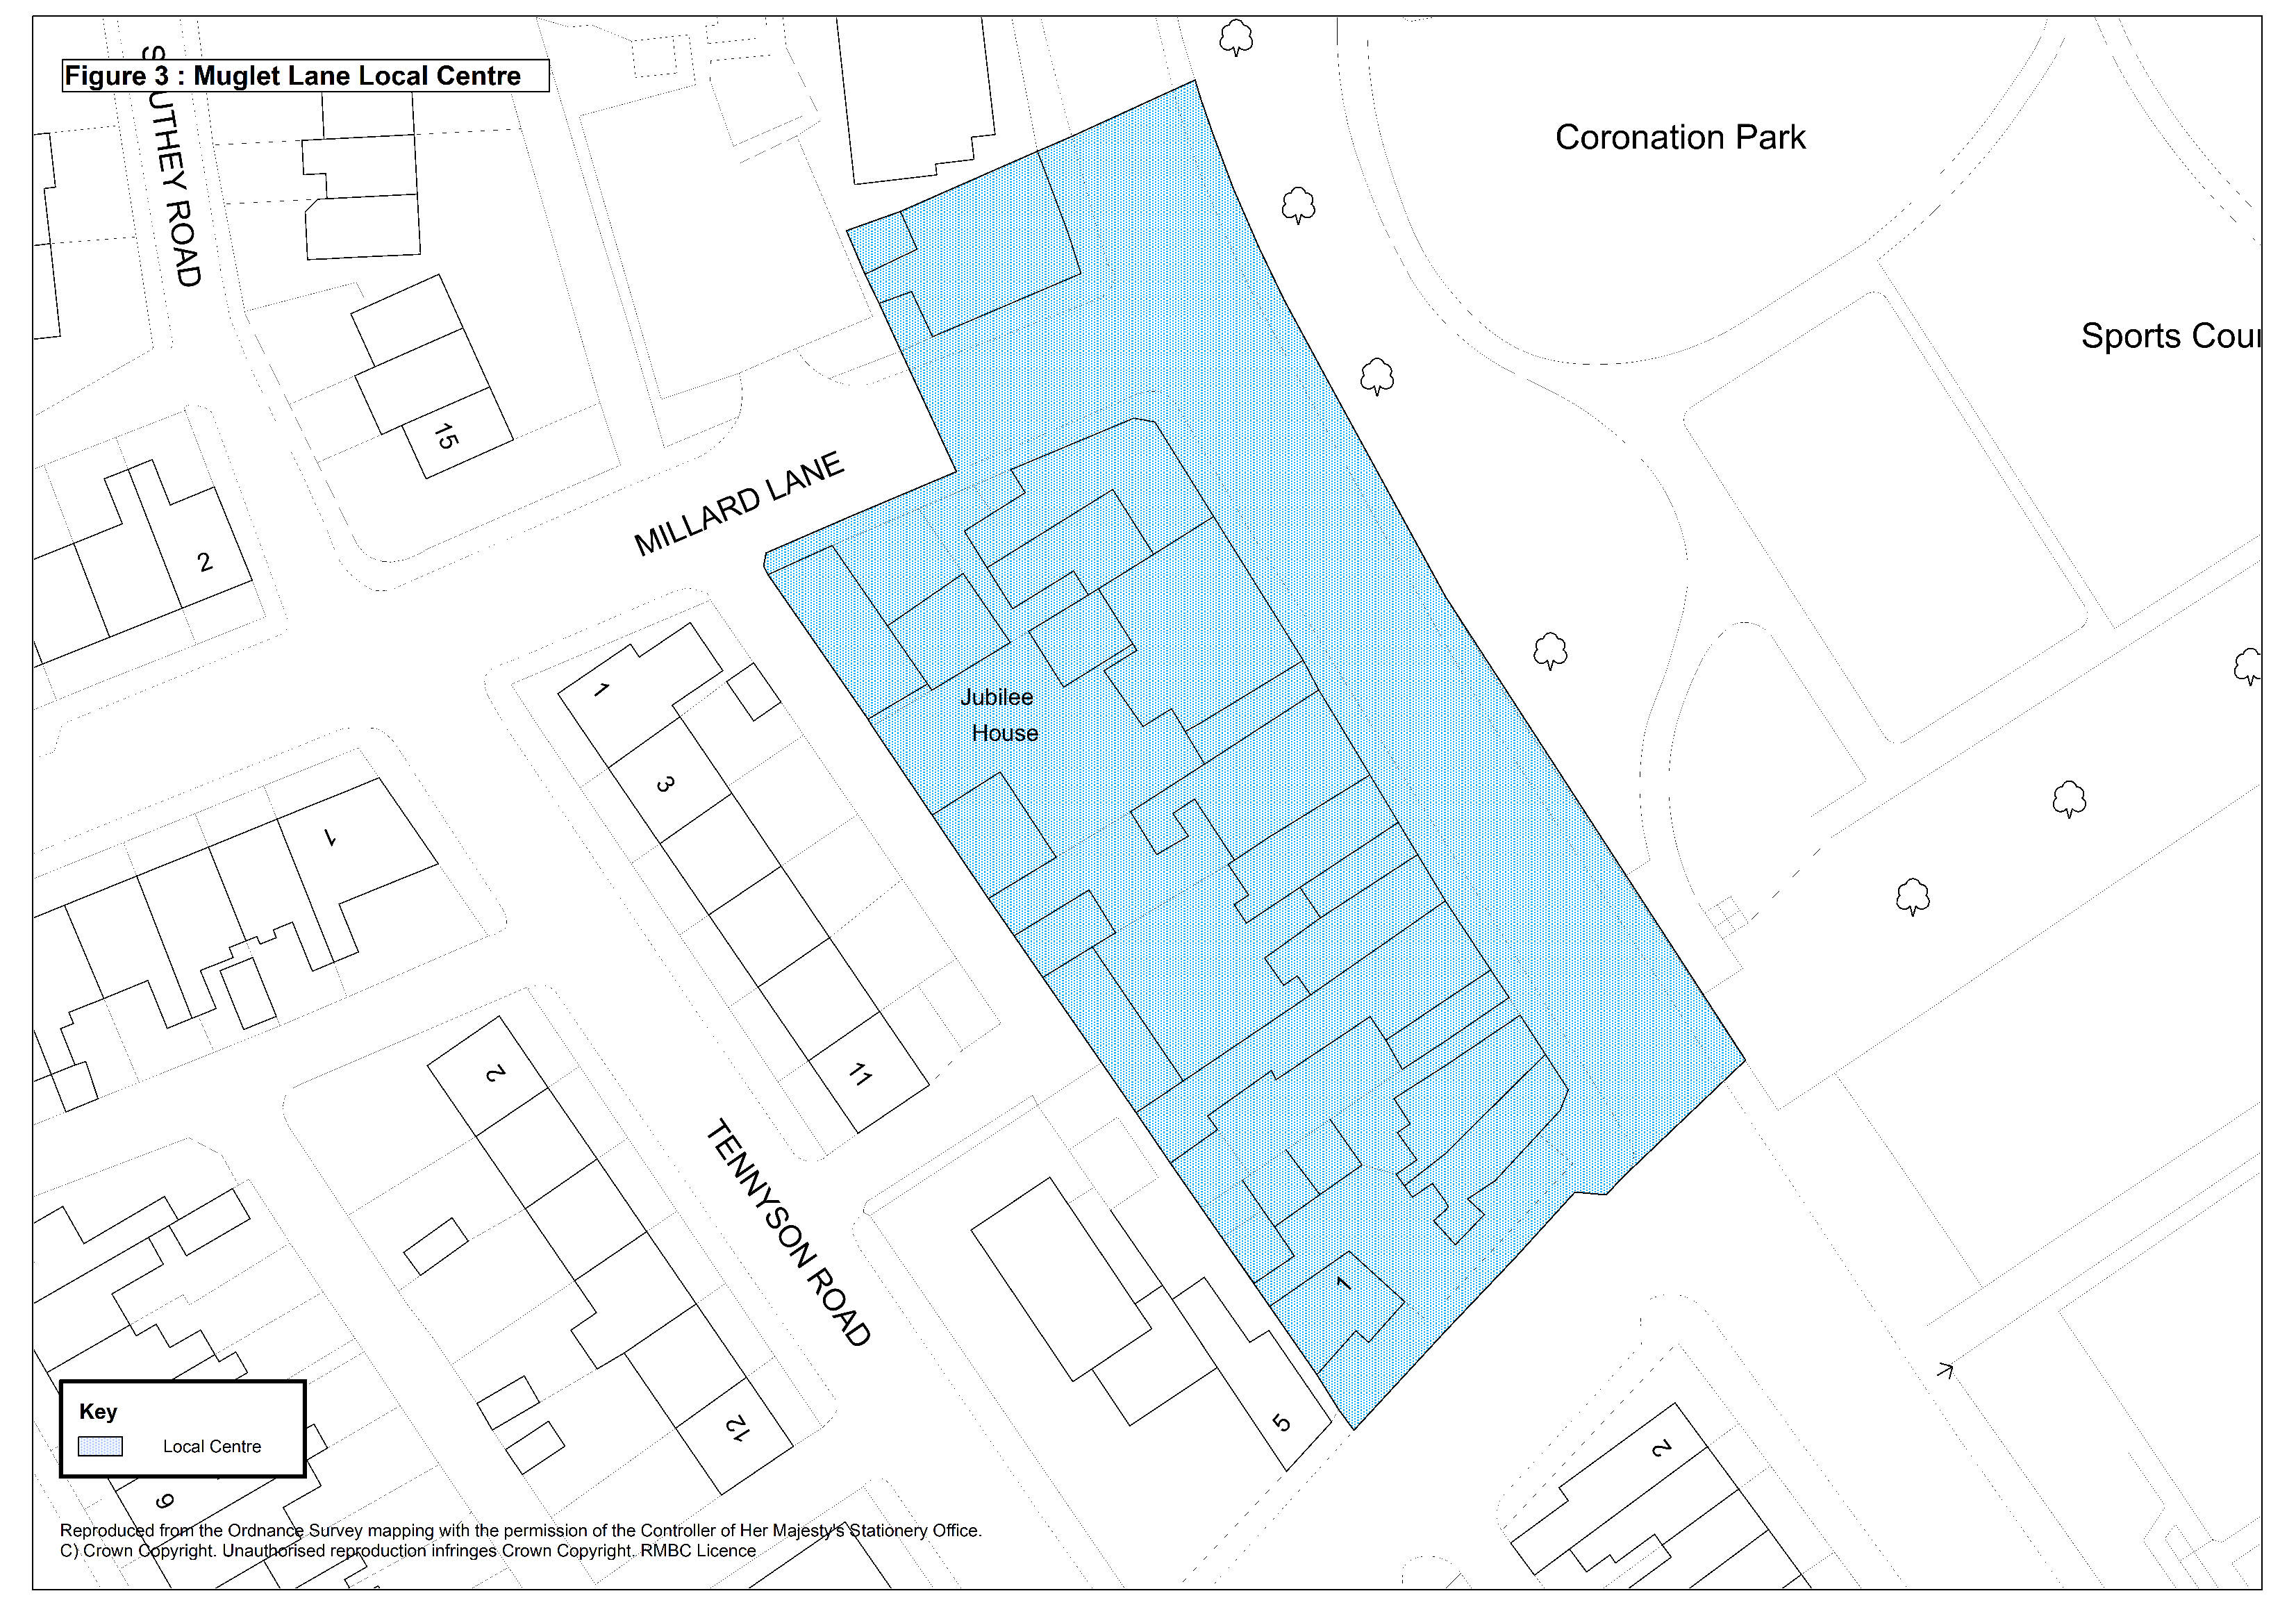 Figure 3 : Muglet Lane Local Centre
SOUTHEY ROAD
Coronation Park
Sports Cour
15
MILLARD LANE
2
1
3
Jubilee
House
1
2
11
TENNYSON ROAD
1
12
5
2
Key
Local Centre
9
Reproduced from the Ordnance Survey mapping with the permission of the Controller of Her Majesty's Stationery Office.
C) Crown Copyright. Unauthorised reproduction infringes Crown Copyright. RMBC Licence